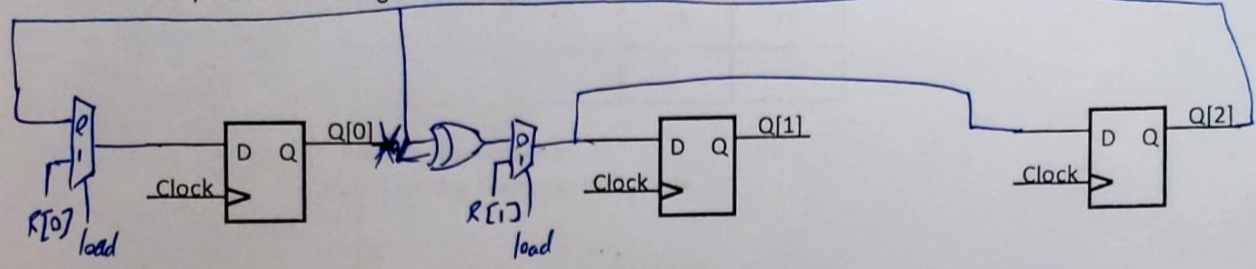 Q[0]
Q[1]
Q[2]
0
1
0
1
D Q
D Q
D Q
Clock
Clock
Clock
R[0]
load
R[1]
load